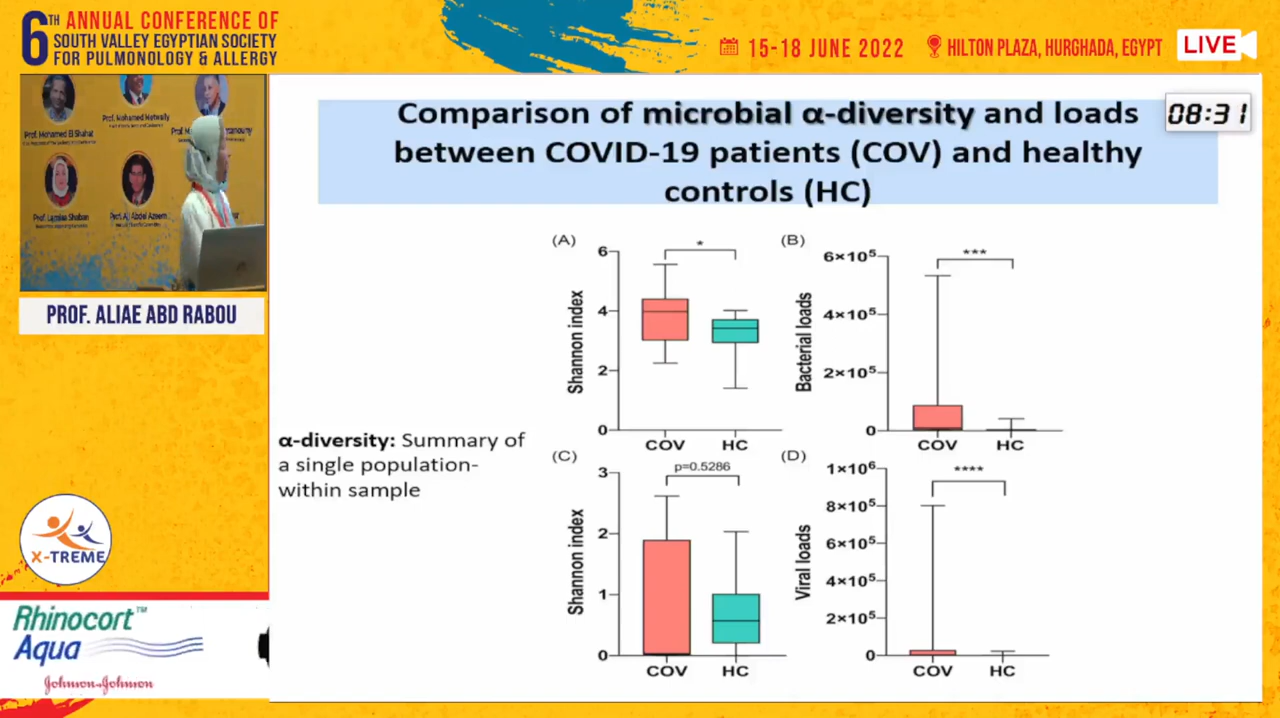 6TH ANNUAL CONFERENCE OF
SOUTH VALLEY EGYPTIAN SOCIETY
FOR PULMONOLOGY & ALLERGY
15-18 JUNE 2022
HILTON PLAZA, HURGHADA, EGYPT
LIVE
Prof. Mohamed El Shahat
Prof. Mohamed Metwally
Prof. Lamiaa Shaban
Prof. Ali Abdel Azeem
PROF. ALIAE ABD RABOU
08:31
Comparison of microbial α-diversity and loads
between COVID-19 patients (COV) and healthy
controls (HC)
α-diversity: Summary of
a single population-
within sample
(A)
Shannon index
6
4
2
0
*
COV HC
(B)
Bacterial loads
6×10⁵
4×10⁵
2×10⁵
0
***
COV HC
(C)
Shannon index
3
2
1
0
p=0.5286
COV HC
(D)
Viral loads
1×10⁶
8×10⁵
6×10⁵
4×10⁵
2×10⁵
0
****
COV HC
X-TREME
Rhinocort™
Aqua
Johnson & Johnson